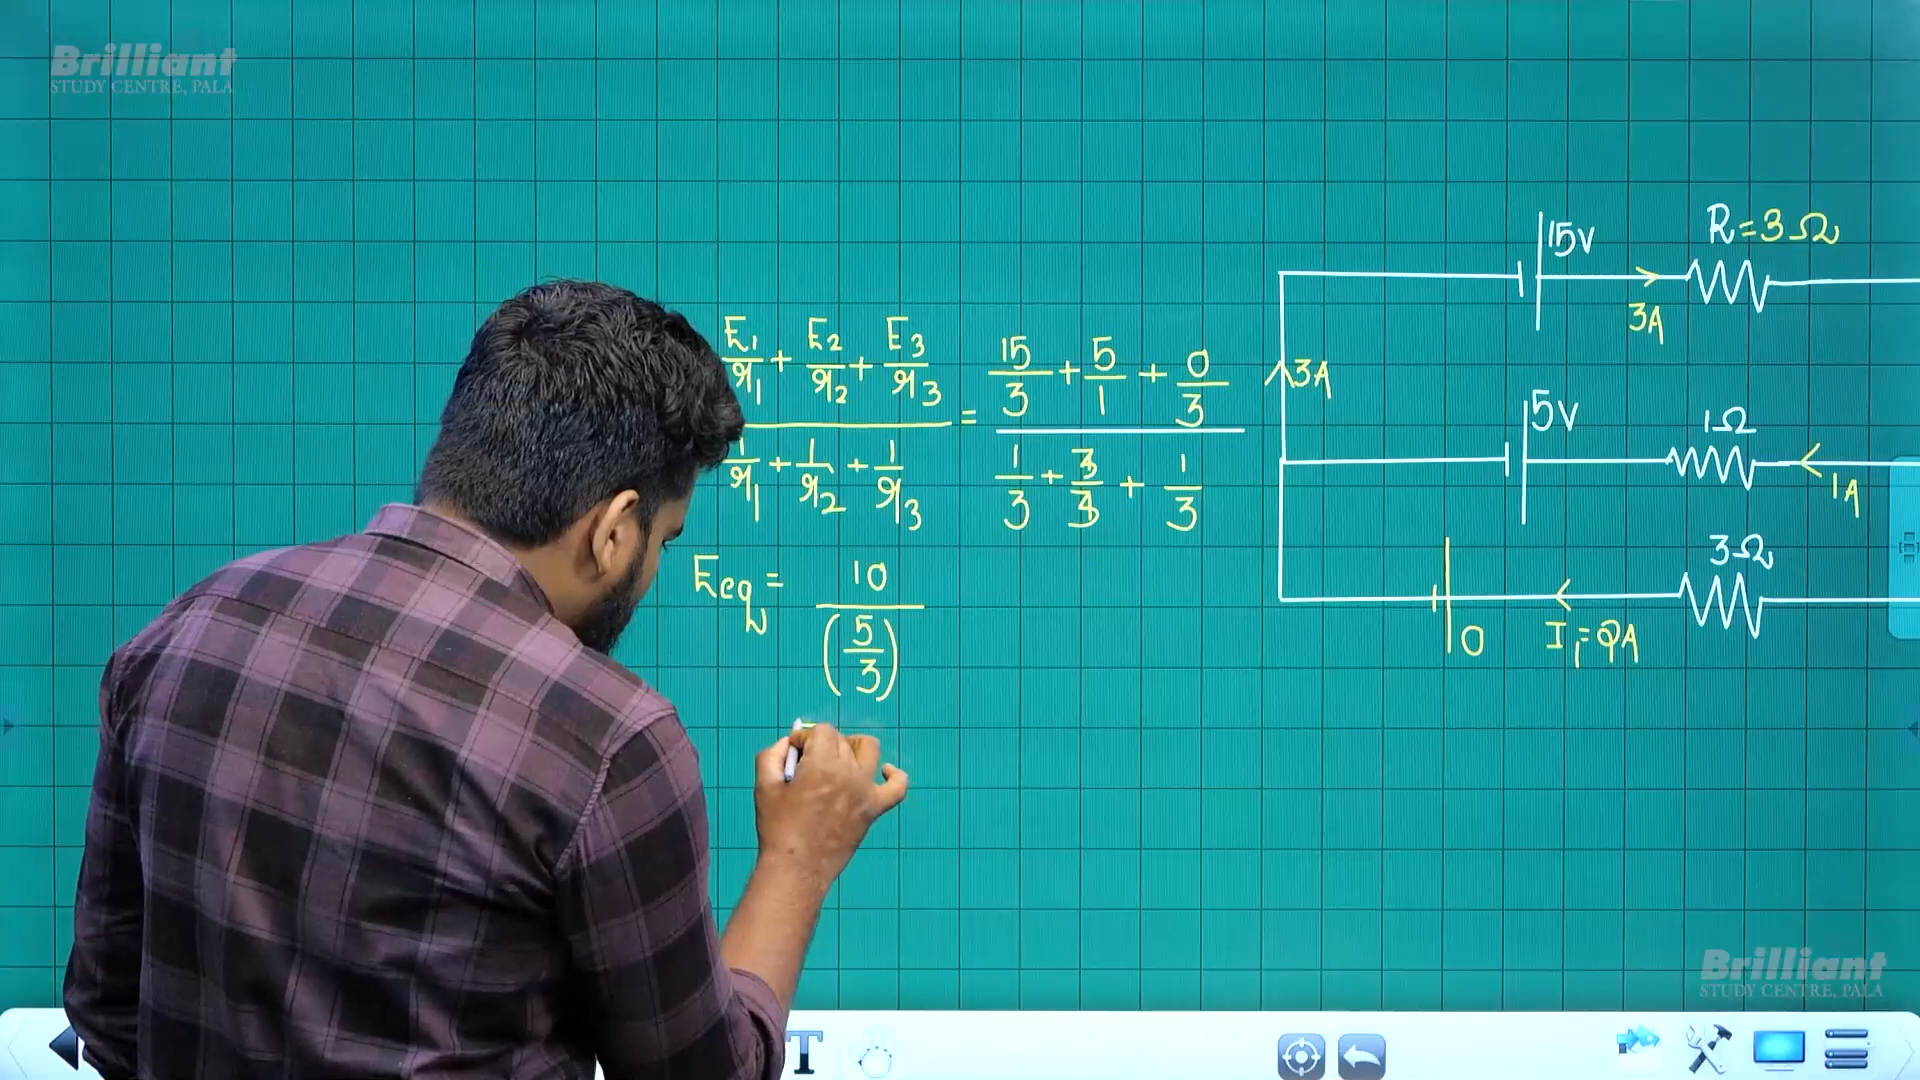 Brilliant
STUDY CENTRE, PALA
E1/r1 + E2/r2 + E3/r3 = 15/3 + 5/1 + 0/3
1/r1 + 1/r2 + 1/r3 1/3 + 3/3 + 1/3
Eeq = 10
(5/3)
15V
R=3Ω
3A
3A
5V
1Ω
1A
3Ω
0
I1=2A
Brilliant
STUDY CENTRE, PALA
T